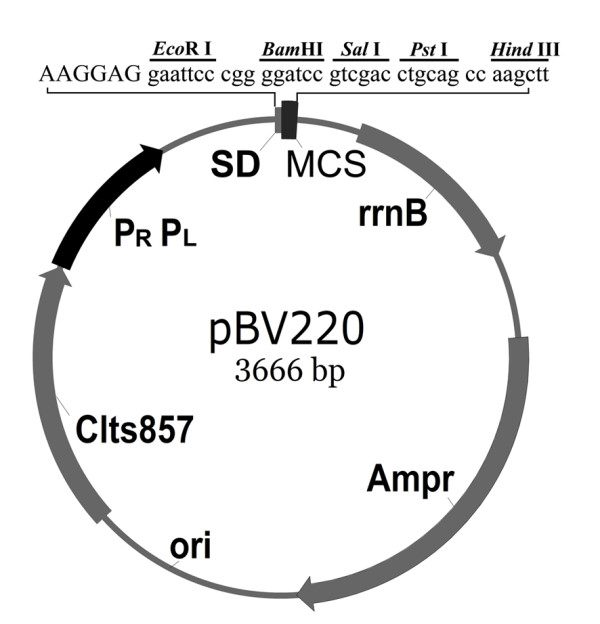 EcoR I BamHI Sal I Pst I Hind III
AAGGAG gaattcc cgg ggatcc gtcgac ctgcag cc aagctt
SD MCS
rrnB
PR PL
pBV220
3666 bp
CIts857
Ampr
ori